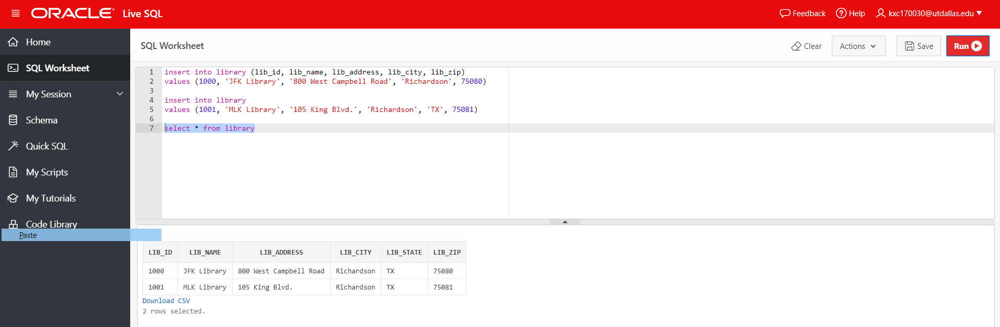 ORACLE® Live SQL
Feedback Help kxc170030@utdallas.edu
Home
SQL Worksheet
My Session
Schema
Quick SQL
My Scripts
My Tutorials
Code Library
Paste
SQL Worksheet
Clear Actions Save Run
1 insert into library (lib_id, lib_name, lib_address, lib_city, lib_zip)
2 values (1000, 'JFK Library', '800 West Campbell Road', 'Richardson', 75080)
3
4 insert into library
5 values (1001, 'MLK Library', '105 King Blvd.', 'Richardson', 'TX', 75081)
6
7 select * from library
LIB_ID LIB_NAME LIB_ADDRESS LIB_CITY LIB_STATE LIB_ZIP
1000 JFK Library 800 West Campbell Road Richardson TX 75080
1001 MLK Library 105 King Blvd. Richardson TX 75081
Download CSV
2 rows selected.